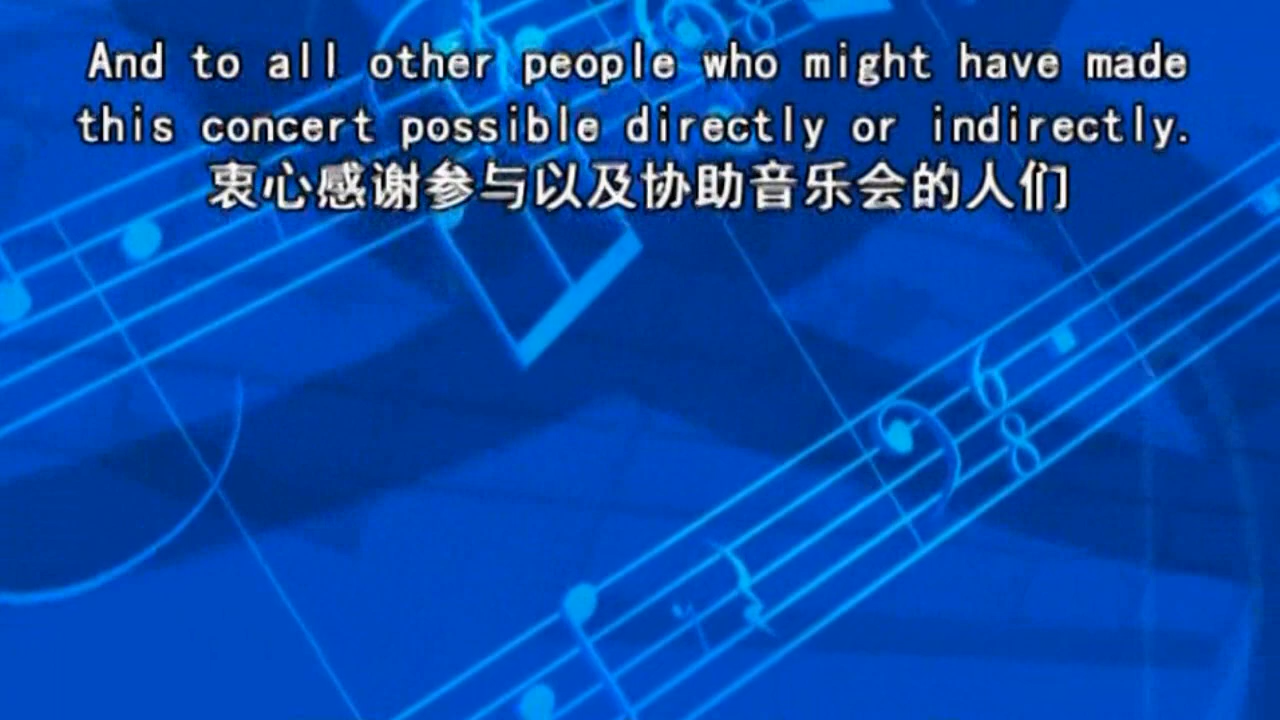 And to all other people who might have made
this concert possible directly or indirectly.
衷心感谢参与以及协助音乐会的人们